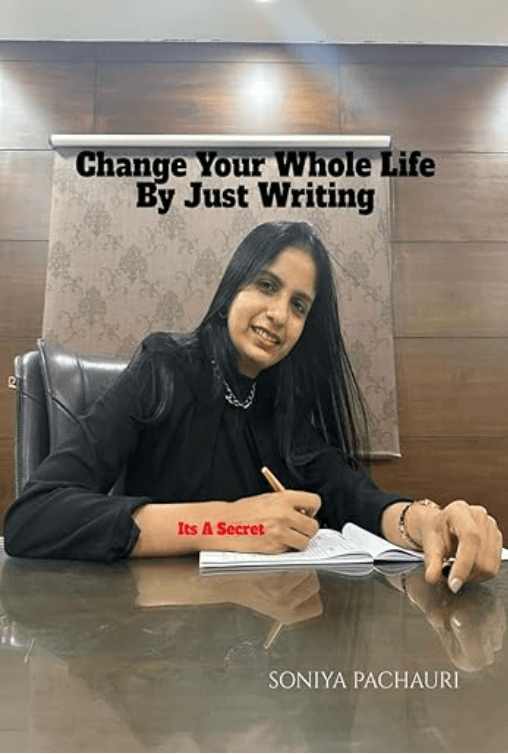 Change Your Whole Life
By Just Writing
Its A Secret
SONIYA PACHAURI